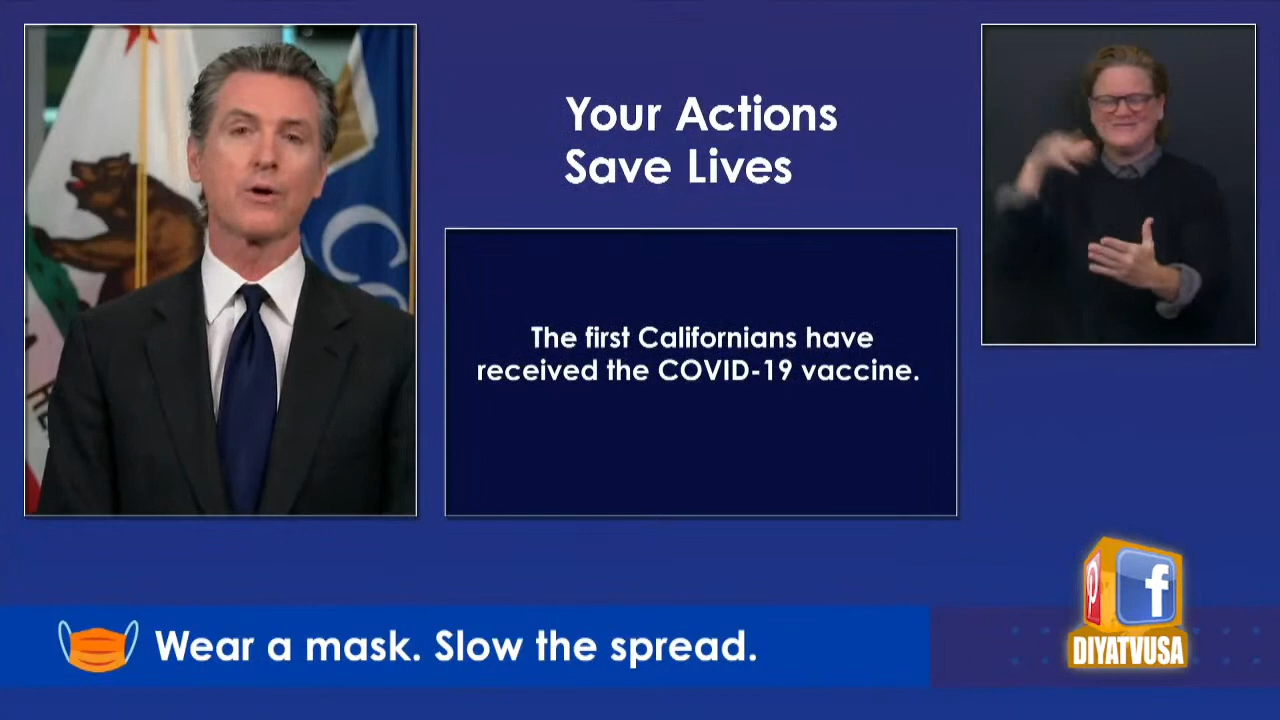 Your Actions
Save Lives
The first Californians have
received the COVID-19 vaccine.
Wear a mask. Slow the spread.
f
DIYATVUSA